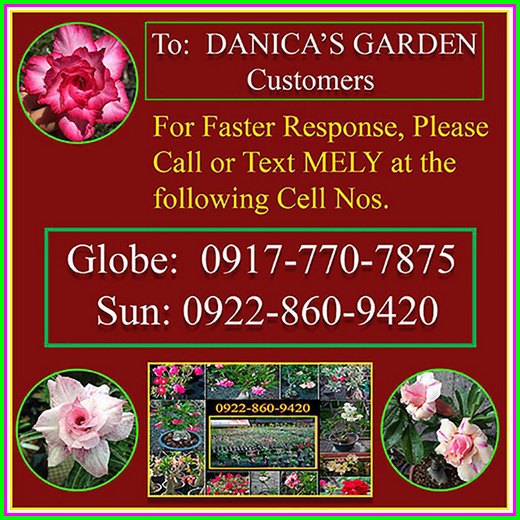 To: DANICA'S GARDEN
Customers
For Faster Response, Please
Call or Text MELY at the
following Cell Nos.
Globe: 0917-770-7875
Sun: 0922-860-9420
0922-860-9420